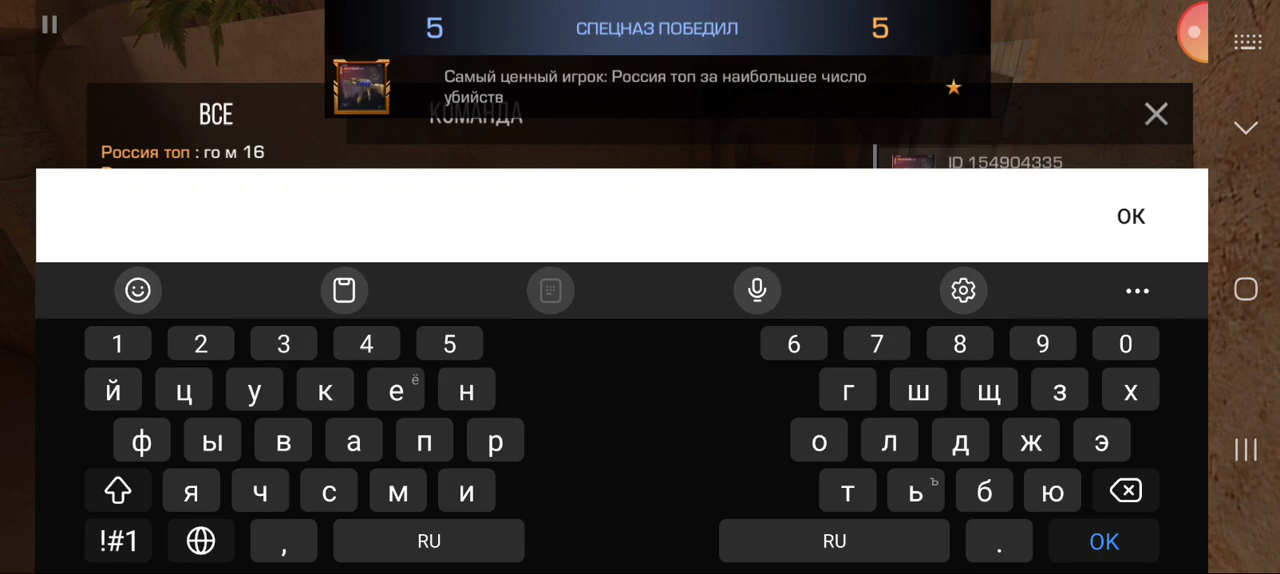 5 СПЕЦНАЗ ПОБЕДИЛ 5
Самый ценный игрок: Россия топ за наибольшее число
убийств
ВСЕ КОМАНДА
Россия топ : го м 16
ID 154904335
OK
1 2 3 4 5 6 7 8 9 0
й ц у к е ё н г ш щ з х
ф ы в а п р о л д ж э
я ч с м и т ь ъ б ю
!#1 , RU RU . OK